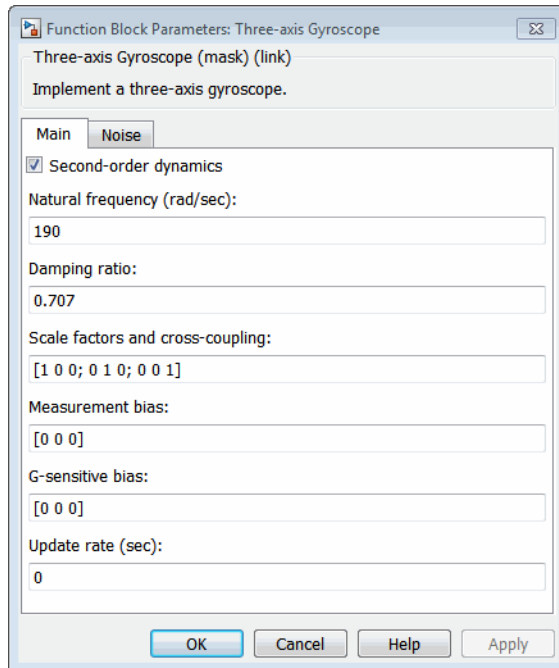 Function Block Parameters: Three-axis Gyroscope
Three-axis Gyroscope (mask) (link)
Implement a three-axis gyroscope.
Main Noise
Second-order dynamics
Natural frequency (rad/sec):
190
Damping ratio:
0.707
Scale factors and cross-coupling:
[1 0 0; 0 1 0; 0 0 1]
Measurement bias:
[0 0 0]
G-sensitive bias:
[0 0 0]
Update rate (sec):
0
OK Cancel Help Apply